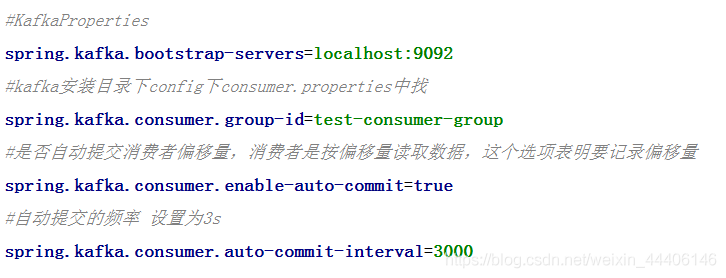 #KafkaProperties
spring.kafka.bootstrap-servers=localhost:9092
#kafka安装目录下config下consumer.properties中找
spring.kafka.consumer.group-id=test-consumer-group
#是否自动提交消费者偏移量，消费者是按偏移量读取数据，这个选项表明要记录偏移量
spring.kafka.consumer.enable-auto-commit=true
#自动提交的频率 设置为3s
spring.kafka.consumer.auto-commit-interval=3000
https://blog.csdn.net/weixin_44406146